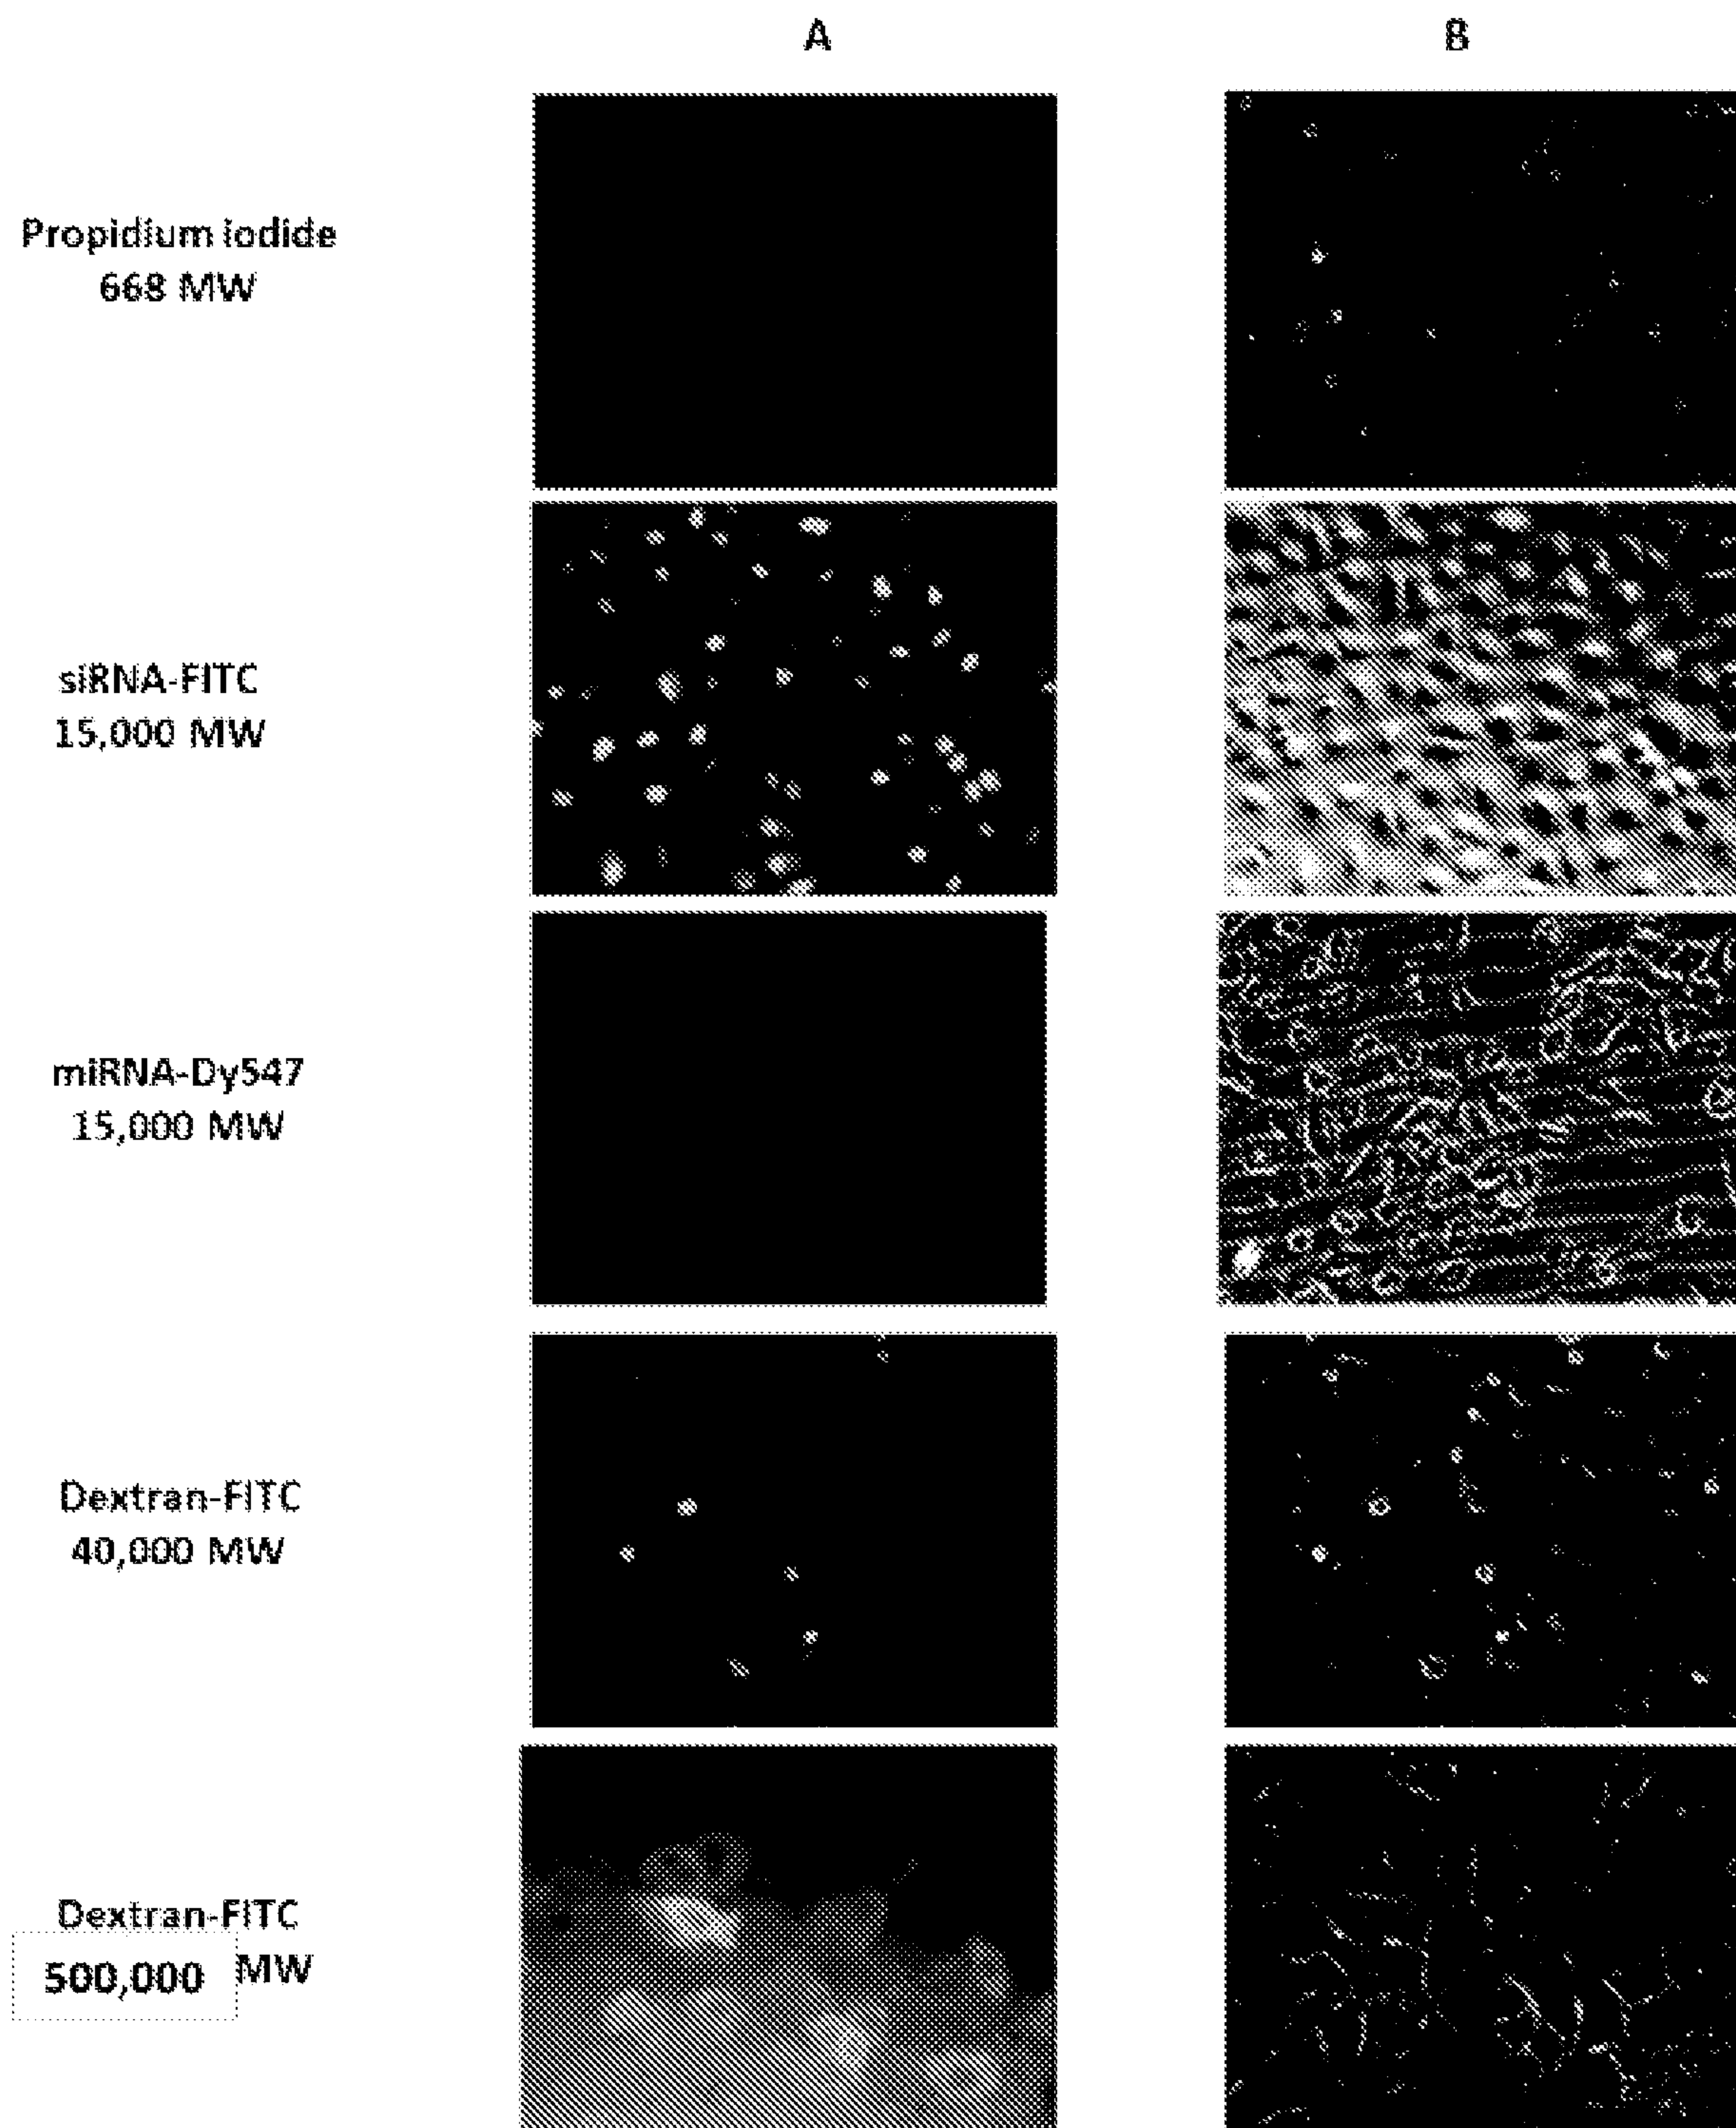 A
B
Propidium iodide
668 MW
siRNA-FITC
15,000 MW
miRNA-Dy547
15,000 MW
Dextran-FITC
40,000 MW
Dextran-FITC
500,000 MW